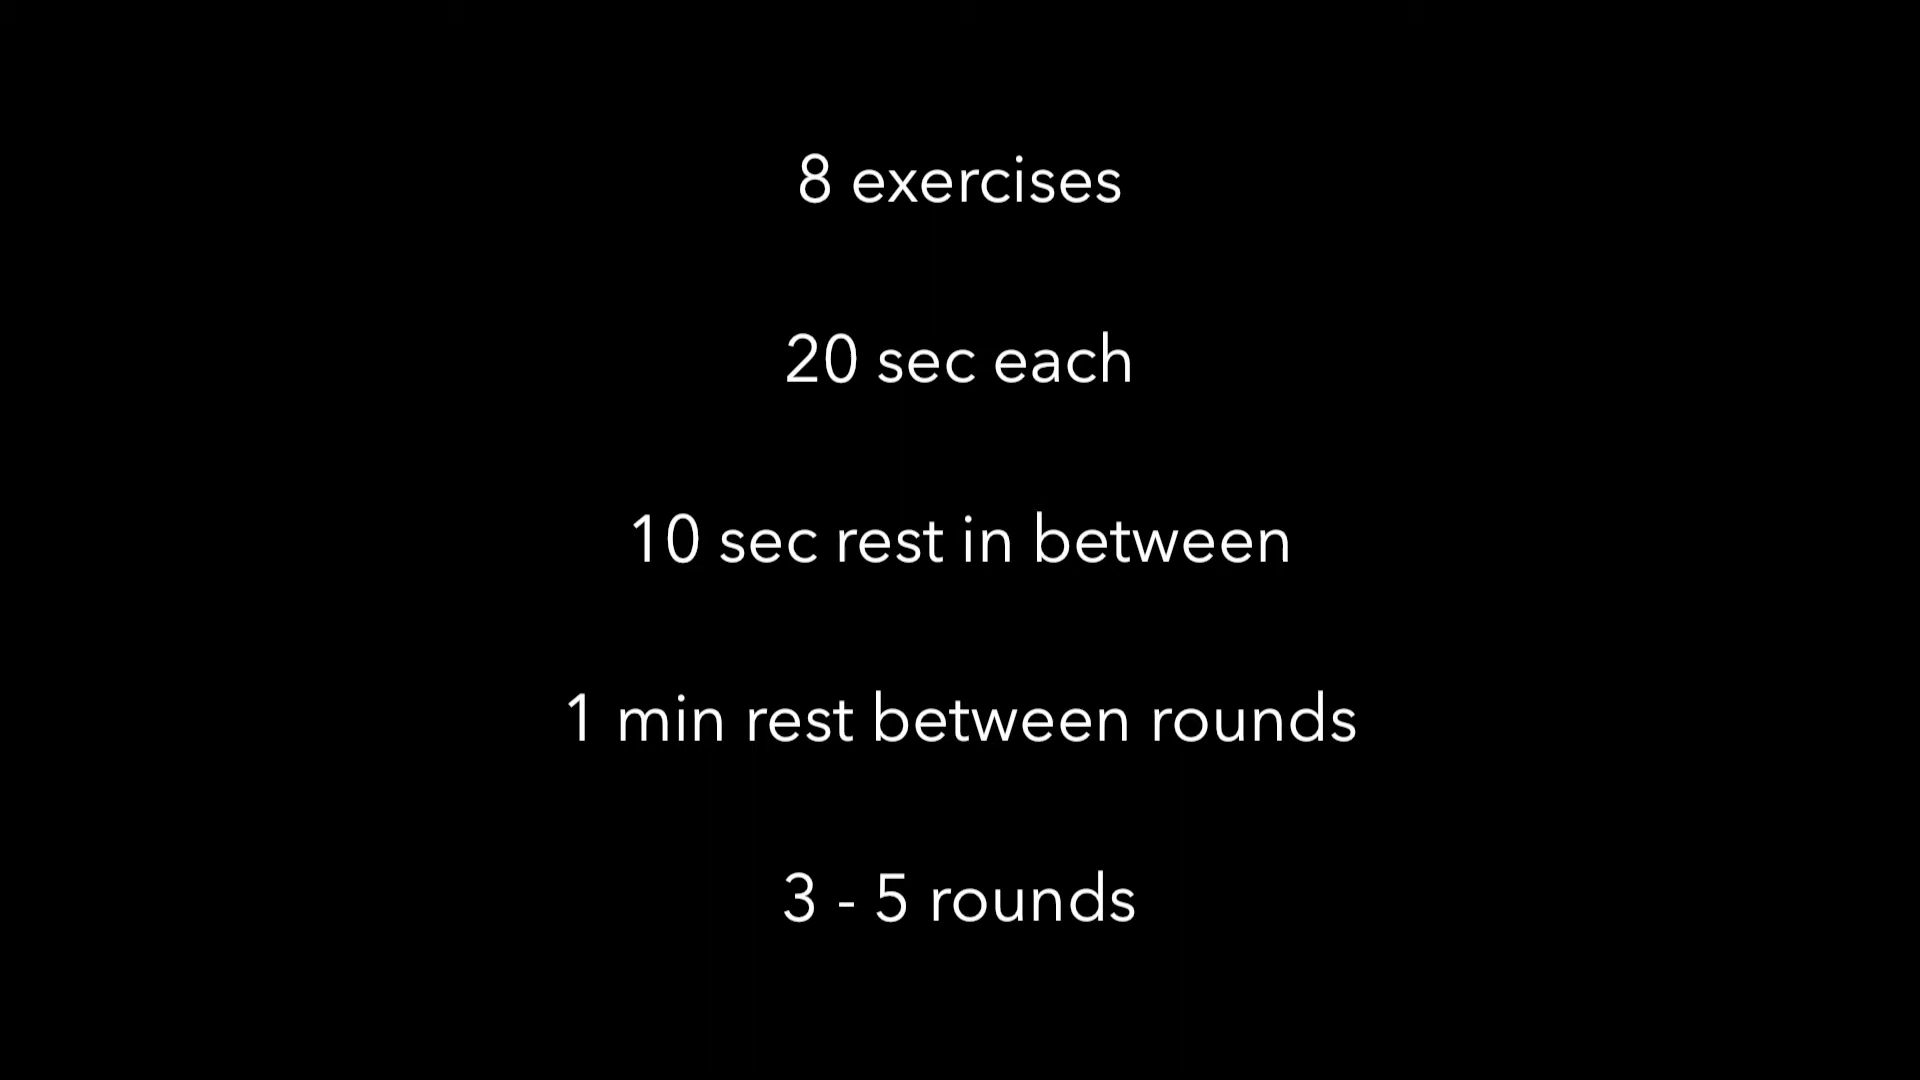 8 exercises
20 sec each
10 sec rest in between
1 min rest between rounds
3 - 5 rounds